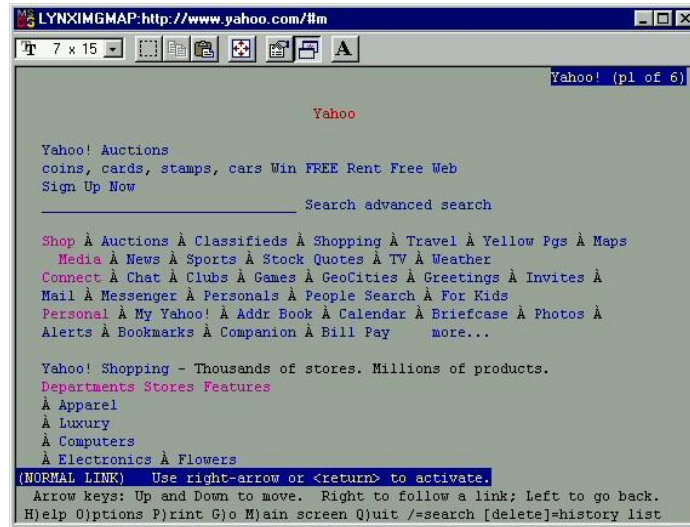 LYNXIMGMAP:http://www.yahoo.com/#m
7 x 15
A
Yahoo! (p1 of 6)
Yahoo
Yahoo! Auctions
coins, cards, stamps, cars Win FREE Rent Free Web
Sign Up Now
______________________________ Search advanced search
Shop À Auctions À Classifieds À Shopping À Travel À Yellow Pgs À Maps
Media À News À Sports À Stock Quotes À TV À Weather
Connect À Chat À Clubs À Games À GeoCities À Greetings À Invites À
Mail À Messenger À Personals À People Search À For Kids
Personal À My Yahoo! À Addr Book À Calendar À Briefcase À Photos À
Alerts À Bookmarks À Companion À Bill Pay more...
Yahoo! Shopping - Thousands of stores. Millions of products.
Departments Stores Features
À Apparel
À Luxury
À Computers
À Electronics À Flowers
(NORMAL LINK) Use right-arrow or <return> to activate.
Arrow keys: Up and Down to move. Right to follow a link; Left to go back.
H)elp O)ptions P)rint G)o M)ain screen Q)uit /=search [delete]=history list